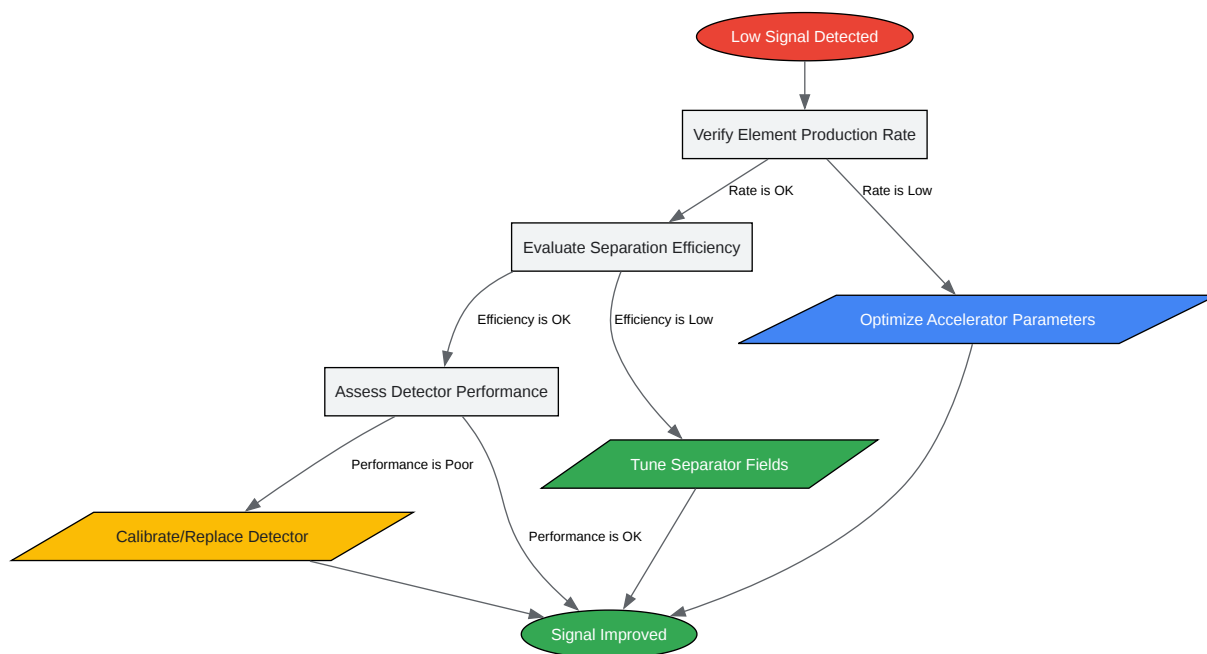 Low Signal Detected
Verify Element Production Rate
Rate is OK
Rate is Low
Evaluate Separation Efficiency
Efficiency is OK
Efficiency is Low
Optimize Accelerator Parameters
Assess Detector Performance
Performance is Poor
Tune Separator Fields
Calibrate/Replace Detector
Performance is OK
Signal Improved